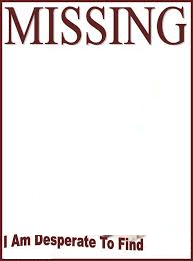 MISSING
I Am Desperate To Find